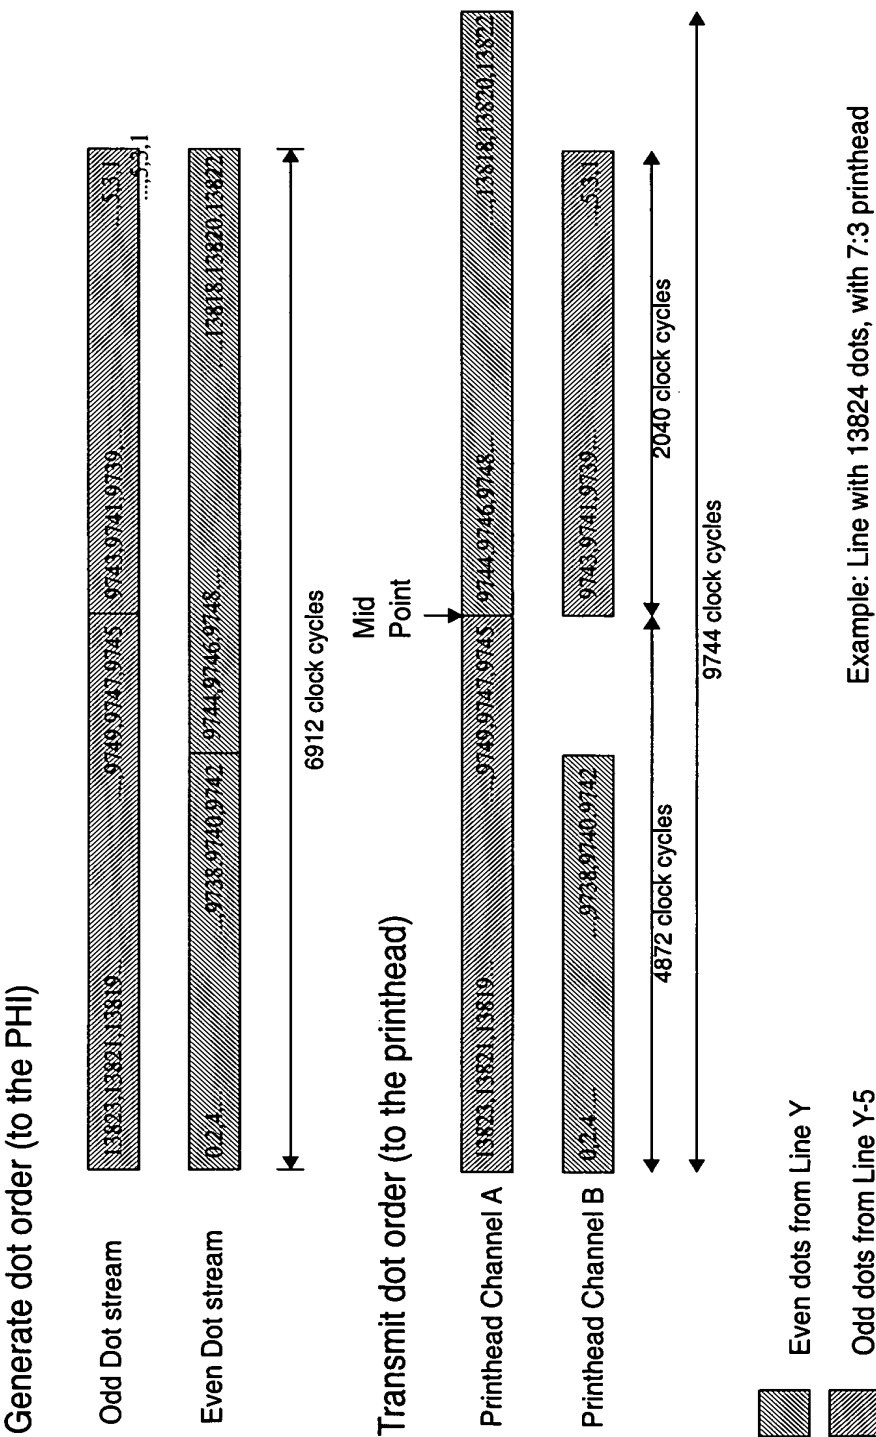 Generate dot order (to the PHI)
Odd Dot stream
13823,13821,13819... ...,9749,9747,9745 9743,9741,9739,... ...,5,3,1
...,5,3,1
Even Dot stream
0,2,4..... ...,9738,9740,9742 9744,9746,9748.... ....,13818,13820,13822
6912 clock cycles
Transmit dot order (to the printhead)
Mid
Point
Printhead Channel A
13823,13821,13819... ...,9749,9747,9745 9744,9746,9748... ...,13818,13820,13822
Printhead Channel B
0,2,4..... ...,9738,9740,9742 9743,9741,9739.... ...,5,3,1
4872 clock cycles
2040 clock cycles
9744 clock cycles
Even dots from Line Y
Odd dots from Line Y-5
Example: Line with 13824 dots, with 7:3 printhead